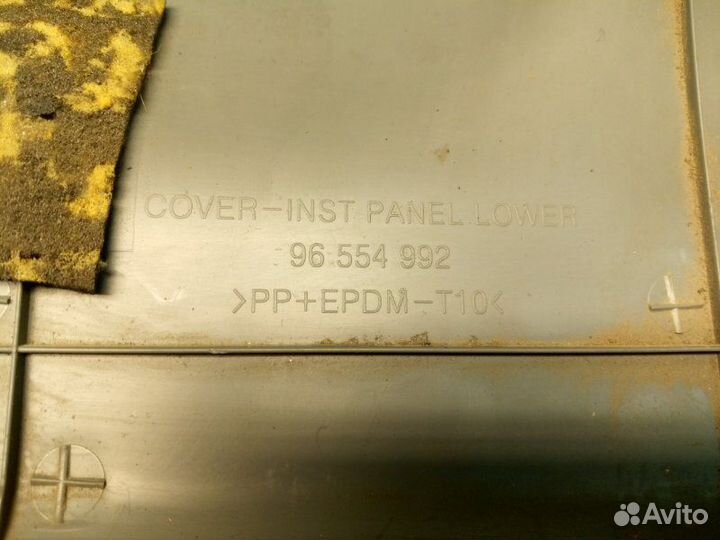 COVER-INST PANEL LOWER
96 554 992
>PP+EPDM-T10<
Avito